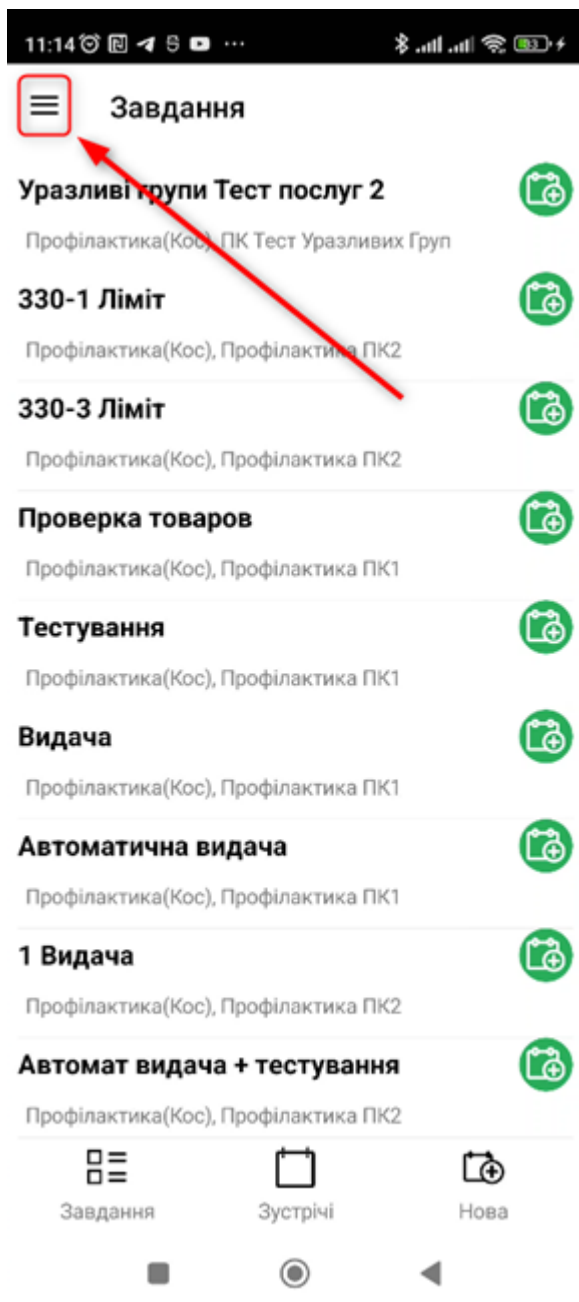 11:14
83
Завдання
Уразливі групи Тест послуг 2
Профілактика(Кос), ПК Тест Уразливих Груп
330-1 Ліміт
Профілактика(Кос), Профілактика ПК2
330-3 Ліміт
Профілактика(Кос), Профілактика ПК2
Проверка товаров
Профілактика(Кос), Профілактика ПК1
Тестування
Профілактика(Кос), Профілактика ПК1
Видача
Профілактика(Кос), Профілактика ПК1
Автоматична видача
Профілактика(Кос), Профілактика ПК1
1 Видача
Профілактика(Кос), Профілактика ПК2
Автомат видача + тестування
Профілактика(Кос), Профілактика ПК2
Завдання Зустрічі Нова